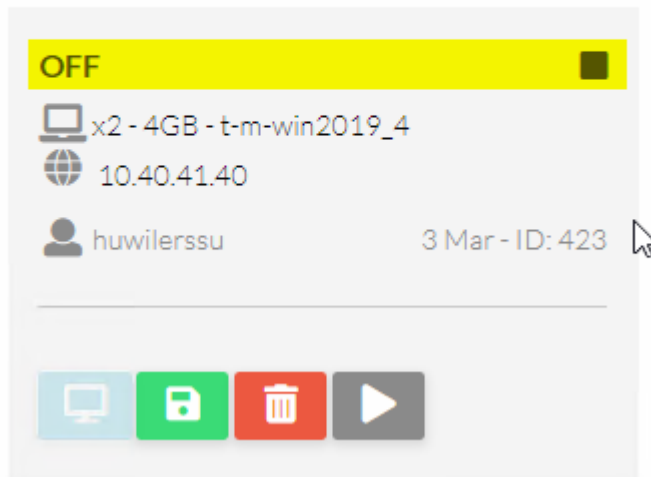 OFF
x2 - 4GB - t-m-win2019_4
10.40.41.40
huwilerssu 3 Mar - ID: 423